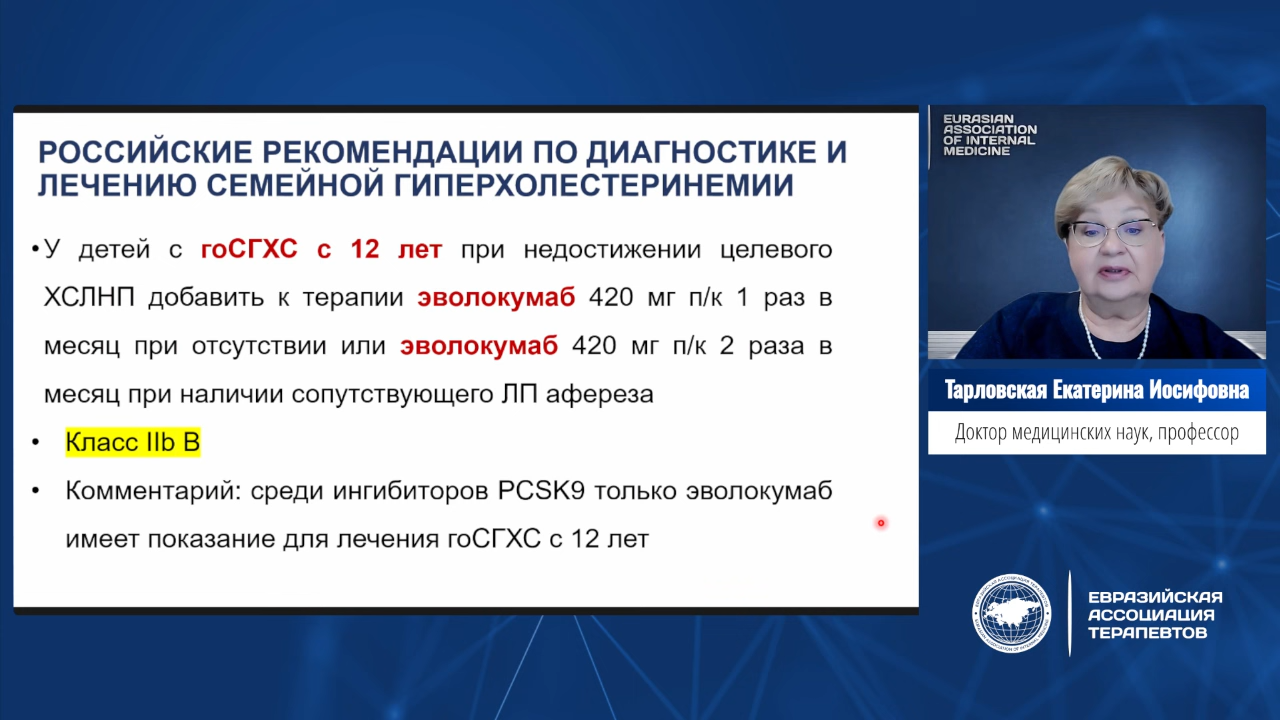 РОССИЙСКИЕ РЕКОМЕНДАЦИИ ПО ДИАГНОСТИКЕ И
ЛЕЧЕНИЮ СЕМЕЙНОЙ ГИПЕРХОЛЕСТЕРИНЕМИИ
• У детей с гоСГХС с 12 лет при недостижении целевого
ХСЛНП добавить к терапии эволокумаб 420 мг п/к 1 раз в
месяц при отсутствии или эволокумаб 420 мг п/к 2 раза в
месяц при наличии сопутствующего ЛП афереза
• Класс IIb B
• Комментарий: среди ингибиторов PCSK9 только эволокумаб
имеет показание для лечения гоСГХС с 12 лет
EURASIAN
ASSOCIATION
OF INTERNAL
MEDICINE
Тарловская Екатерина Иосифовна
Доктор медицинских наук, профессор
ЕВРАЗИЙСКАЯ
АССОЦИАЦИЯ
ТЕРАПЕВТОВ